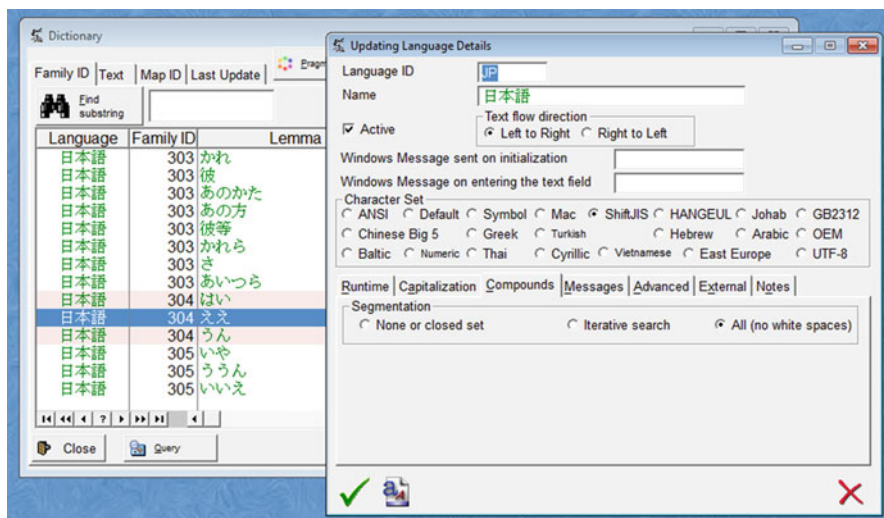 Dictionary
Family ID Text Map ID Last Update
Find substring
Language Family ID Lemma
日本語 303 かれ
日本語 303 彼
日本語 303 あのかた
日本語 303 あの方
日本語 303 彼等
日本語 303 かれら
日本語 303 さ
日本語 303 あいつら
日本語 304 はい
日本語 304 ええ
日本語 304 うん
日本語 305 いや
日本語 305 ううん
日本語 305 いいえ
Close Query
Updating Language Details
Language ID JP
Name 日本語
Text flow direction
Active Left to Right Right to Left
Windows Message sent on initialization
Windows Message on entering the text field
Character Set
ANSI Default Symbol Mac ShiftJIS HANGEUL Johab GB2312
Chinese Big 5 Greek Turkish Hebrew Arabic OEM
Baltic Numeric Thai Cyrillic Vietnamese East Europe UTF-8
Runtime Capitalization Compounds Messages Advanced External Notes
Segmentation
None or closed set Iterative search All (no white spaces)